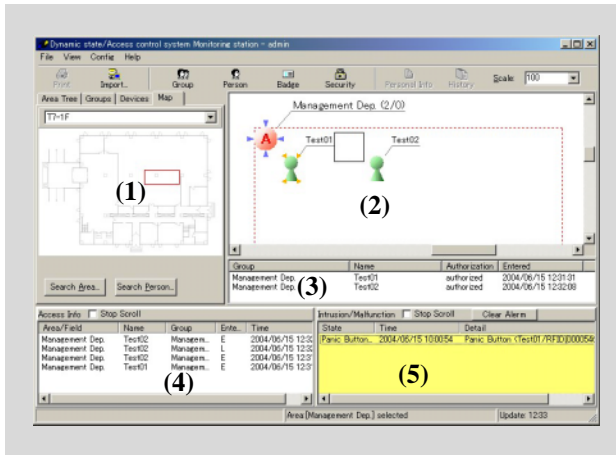 Dynamic state/Access control system Monitoring station - admin
File View Config Help
Print Import... Group Person Badge Security Personal Info History Scale: 100
Area Tree Groups Devices Map
T7-1F
(1)
Search Area... Search Person...
Management Dep. (2/0)
A
Test01 Test02
(2)
Group Name Authorization Entered
Management Dep. Test01 authorized 2004/06/15 12:31:31
Management Dep. Test02 authorized 2004/06/15 12:32:08
(3)
Access Info Stop Scroll
Area/Field Name Group Ente... Time
Management Dep. Test02 Managem... E 2004/06/15 12:32
Management Dep. Test02 Managem... L 2004/06/15 12:32
Management Dep. Test02 Managem... E 2004/06/15 12:3
Management Dep. Test01 Managem... E 2004/06/15 12:3
(4)
Intrusion/Malfunction Stop Scroll Clear Alerm
State Time Detail
Panic Button... 2004/06/15 10:00:54 Panic Button (Test01/RFID
(5)
Area [Management Dep.] selected Update: 12:33